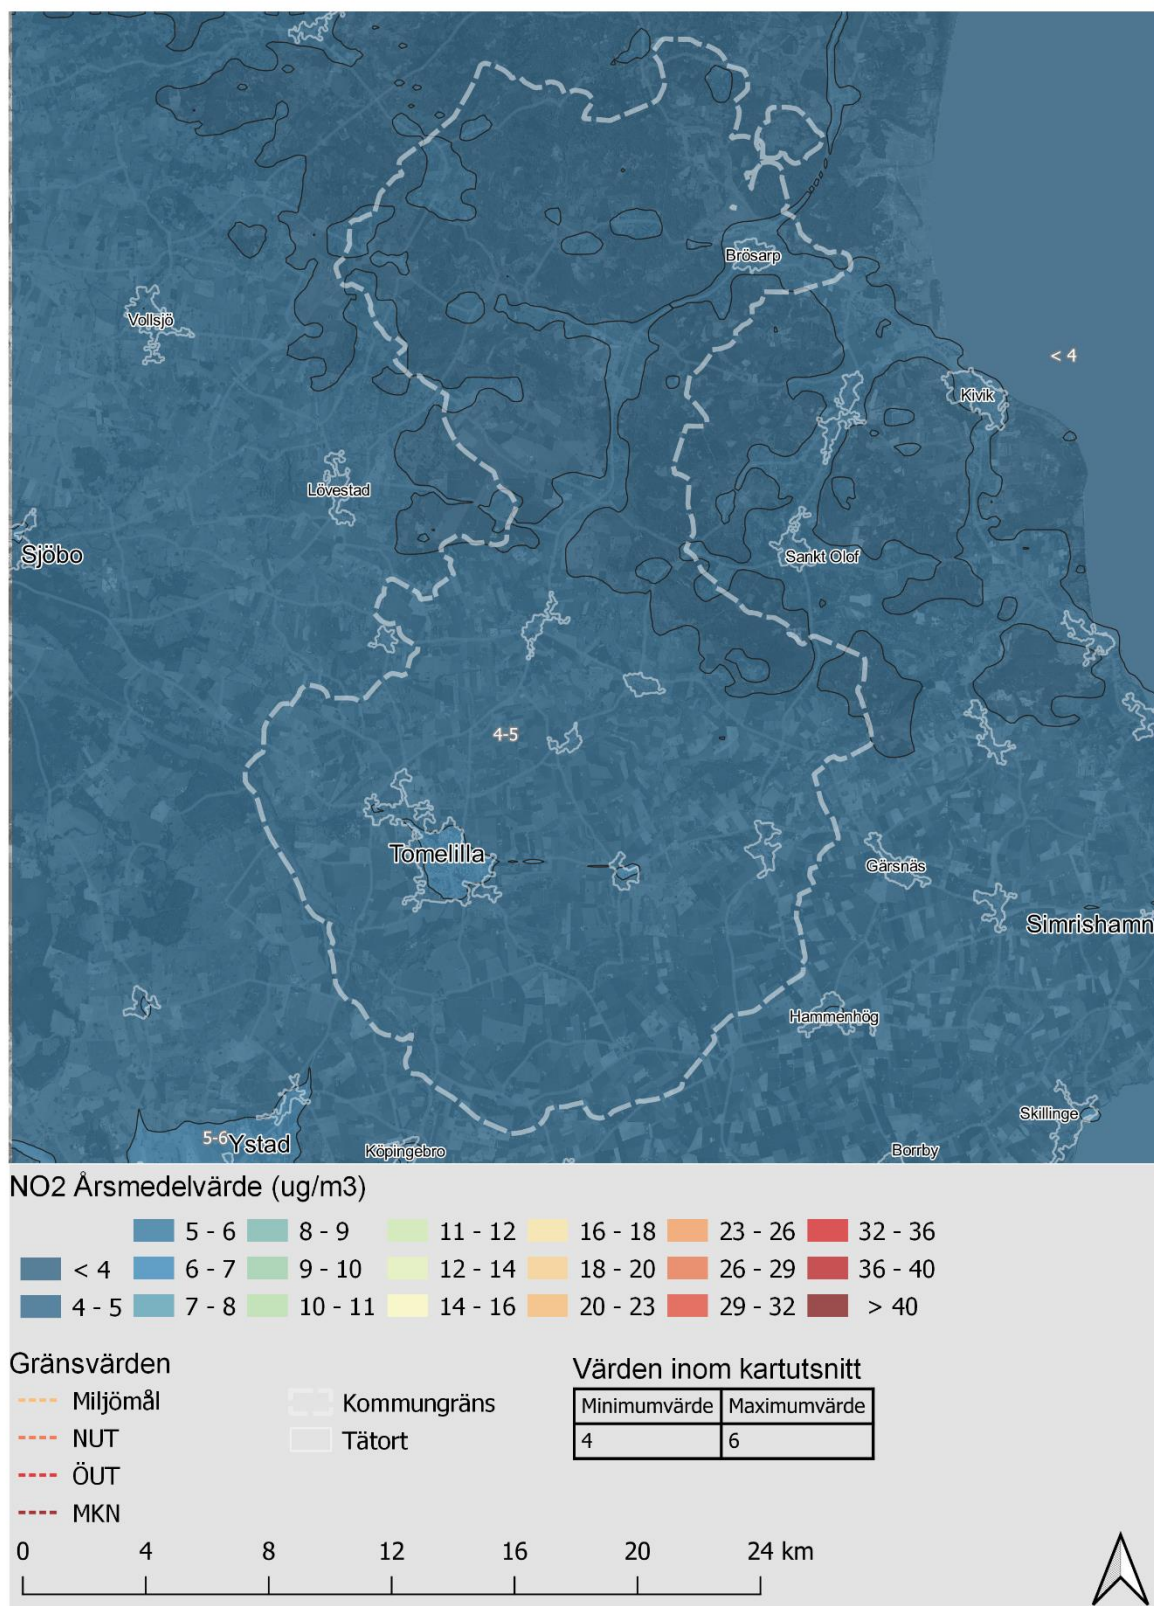 Brösarp
Vollsjö
< 4
Kivik
Lövestad
Sjöbo
Sankt Olof
4-5
Tomelilla
Gärsnäs
Simrishamn
Hammenhög
Skillinge
5-6
Ystad
Köpingebro
Borrby
NO2 Årsmedelvärde (ug/m3)
5 - 6 8 - 9 11 - 12 16 - 18 23 - 26 32 - 36
< 4 6 - 7 9 - 10 12 - 14 18 - 20 26 - 29 36 - 40
4 - 5 7 - 8 10 - 11 14 - 16 20 - 23 29 - 32 > 40
Gränsvärden
Miljömål
NUT
ÖUT
MKN
Kommungräns
Tätort
Värden inom kartutsnitt
Minimumvärde Maximumvärde
4 6
0 4 8 12 16 20 24 km